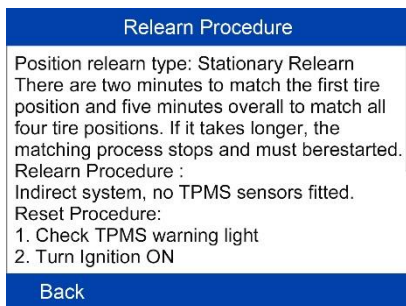 Relearn Procedure
Position relearn type: Stationary Relearn
There are two minutes to match the first tire
position and five minutes overall to match all
four tire positions. If it takes longer, the
matching process stops and must berestarted.
Relearn Procedure :
Indirect system, no TPMS sensors fitted.
Reset Procedure:
1. Check TPMS warning light
2. Turn Ignition ON
Back